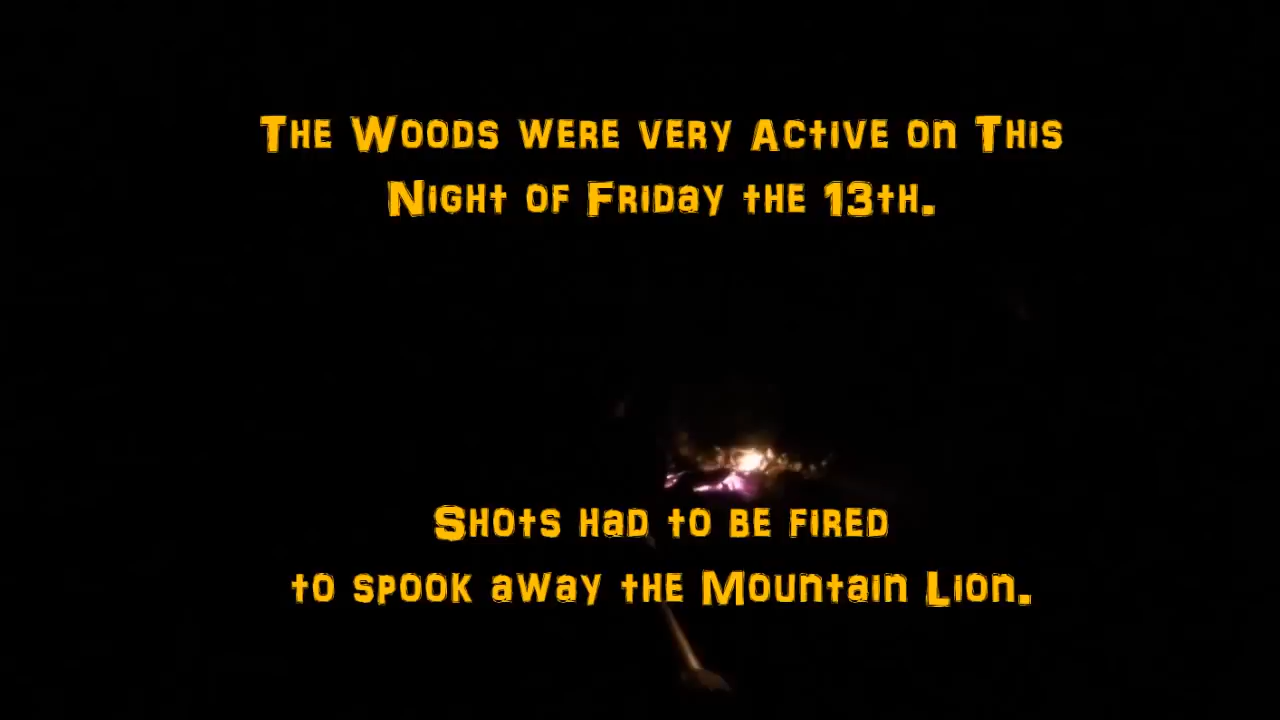 The Woods were very Active on This
Night of Friday the 13th.
Shots had to be fired
to spook away the Mountain Lion.